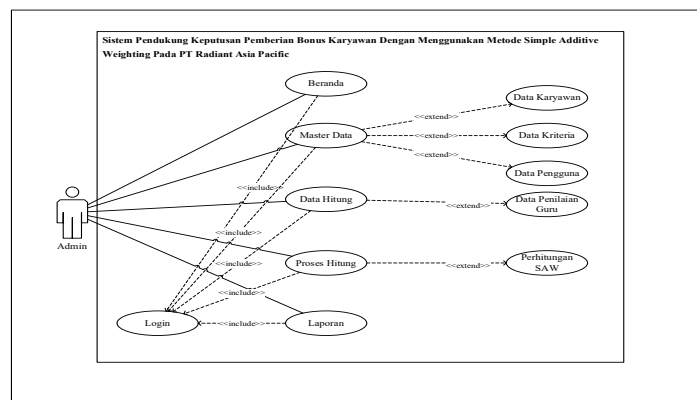 Sistem Pendukung Keputusan Pemberian Bonus Karyawan Dengan Menggunakan Metode Simple Additive
Weighting Pada PT Radiant Asia Pacific
Beranda
Data Karyawan
<<extend>>
Master Data
<<extend>>
Data Kriteria
<<extend>>
Data Pengguna
<<include>>
Admin
Data Hitung
<<extend>>
Data Penilaian
Guru
<<include>>
<<include>>
Proses Hitung
<<extend>>
Perhitungan
SAW
<<include>>
Login
<<include>>
Laporan